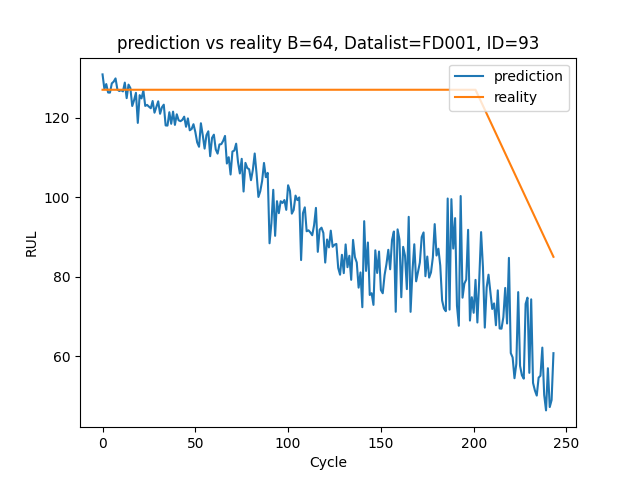 prediction vs reality B=64, Datalist=FD001, ID=93
prediction
reality
RUL
120
100
80
60
0 50 100 150 200 250
Cycle